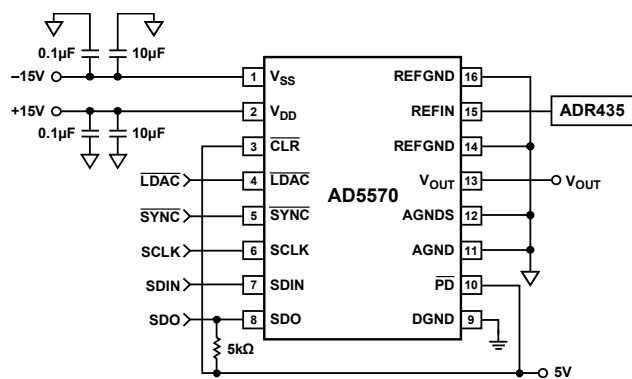 0.1µF 10µF
–15V
+15V
0.1µF 10µF
LDAC
SYNC
SCLK
SDIN
SDO
5kΩ
1 VSS
2 VDD
3 CLR
4 LDAC
5 SYNC
6 SCLK
7 SDIN
8 SDO
AD5570
REFGND 16
REFIN 15
REFGND 14
VOUT 13
AGNDS 12
AGND 11
PD 10
DGND 9
ADR435
VOUT
5V